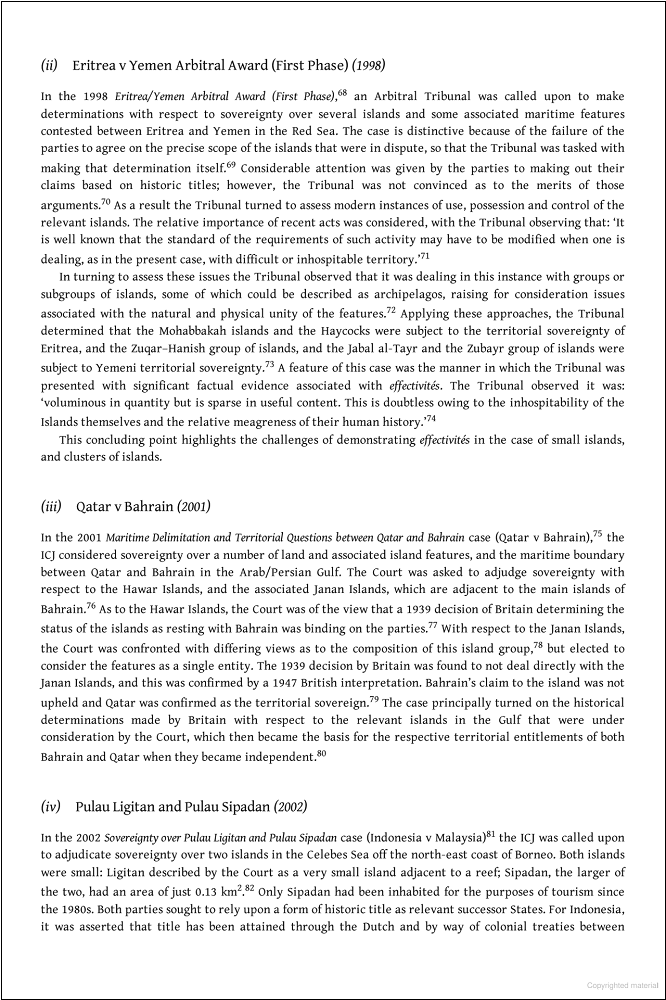 (ii) Eritrea v Yemen Arbitral Award (First Phase) (1998)
In the 1998 Eritrea/Yemen Arbitral Award (First Phase),68 an Arbitral Tribunal was called upon to make
determinations with respect to sovereignty over several islands and some associated maritime features
contested between Eritrea and Yemen in the Red Sea. The case is distinctive because of the failure of the
parties to agree on the precise scope of the islands that were in dispute, so that the Tribunal was tasked with
making that determination itself.69 Considerable attention was given by the parties to making out their
claims based on historic titles; however, the Tribunal was not convinced as to the merits of those
arguments.70 As a result the Tribunal turned to assess modern instances of use, possession and control of the
relevant islands. The relative importance of recent acts was considered, with the Tribunal observing that: ‘It
is well known that the standard of the requirements of such activity may have to be modified when one is
dealing, as in the present case, with difficult or inhospitable territory.’71
In turning to assess these issues the Tribunal observed that it was dealing in this instance with groups or
subgroups of islands, some of which could be described as archipelagos, raising for consideration issues
associated with the natural and physical unity of the features.72 Applying these approaches, the Tribunal
determined that the Mohabbakah islands and the Haycocks were subject to the territorial sovereignty of
Eritrea, and the Zuqar–Hanish group of islands, and the Jabal al-Tayr and the Zubayr group of islands were
subject to Yemeni territorial sovereignty.73 A feature of this case was the manner in which the Tribunal was
presented with significant factual evidence associated with effectivités. The Tribunal observed it was:
‘voluminous in quantity but is sparse in useful content. This is doubtless owing to the inhospitability of the
Islands themselves and the relative meagreness of their human history.’74
This concluding point highlights the challenges of demonstrating effectivités in the case of small islands,
and clusters of islands.
(iii) Qatar v Bahrain (2001)
In the 2001 Maritime Delimitation and Territorial Questions between Qatar and Bahrain case (Qatar v Bahrain),75 the
ICJ considered sovereignty over a number of land and associated island features, and the maritime boundary
between Qatar and Bahrain in the Arab/Persian Gulf. The Court was asked to adjudge sovereignty with
respect to the Hawar Islands, and the associated Janan Islands, which are adjacent to the main islands of
Bahrain.76 As to the Hawar Islands, the Court was of the view that a 1939 decision of Britain determining the
status of the islands as resting with Bahrain was binding on the parties.77 With respect to the Janan Islands,
the Court was confronted with differing views as to the composition of this island group,78 but elected to
consider the features as a single entity. The 1939 decision by Britain was found to not deal directly with the
Janan Islands, and this was confirmed by a 1947 British interpretation. Bahrain’s claim to the island was not
upheld and Qatar was confirmed as the territorial sovereign.79 The case principally turned on the historical
determinations made by Britain with respect to the relevant islands in the Gulf that were under
consideration by the Court, which then became the basis for the respective territorial entitlements of both
Bahrain and Qatar when they became independent.80
(iv) Pulau Ligitan and Pulau Sipadan (2002)
In the 2002 Sovereignty over Pulau Ligitan and Pulau Sipadan case (Indonesia v Malaysia)81 the ICJ was called upon
to adjudicate sovereignty over two islands in the Celebes Sea off the north-east coast of Borneo. Both islands
were small: Ligitan described by the Court as a very small island adjacent to a reef; Sipadan, the larger of
the two, had an area of just 0.13 km2.82 Only Sipadan had been inhabited for the purposes of tourism since
the 1980s. Both parties sought to rely upon a form of historic title as relevant successor States. For Indonesia,
it was asserted that title has been attained through the Dutch and by way of colonial treaties between
Copyrighted material